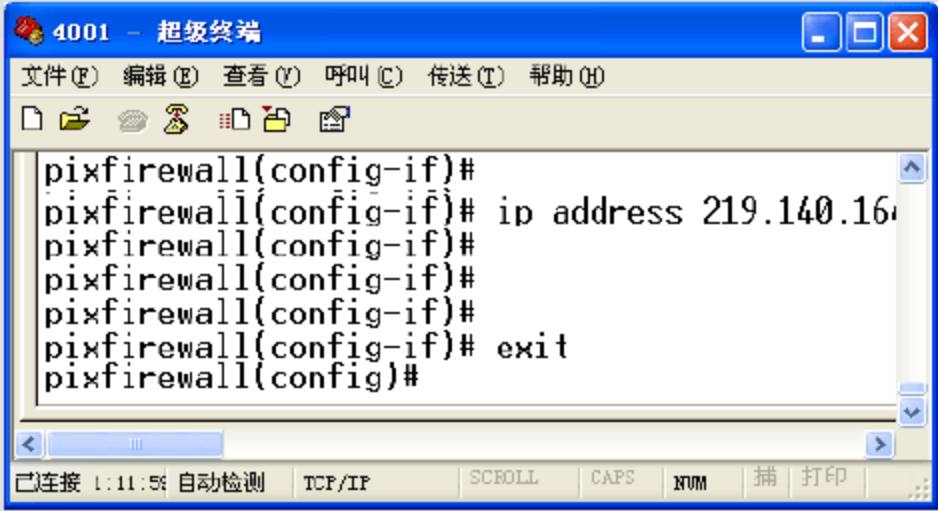 4001 - 超级终端
文件(F) 编辑(E) 查看(V) 呼叫(C) 传送(T) 帮助(H)
pixfirewall(config-if)#
pixfirewall(config-if)# ip address 219.140.16
pixfirewall(config-if)#
pixfirewall(config-if)#
pixfirewall(config-if)#
pixfirewall(config-if)# exit
pixfirewall(config)#
已连接 1:11:59 自动检测 TCP/IP SCROLL CAPS NUM 捕 打印